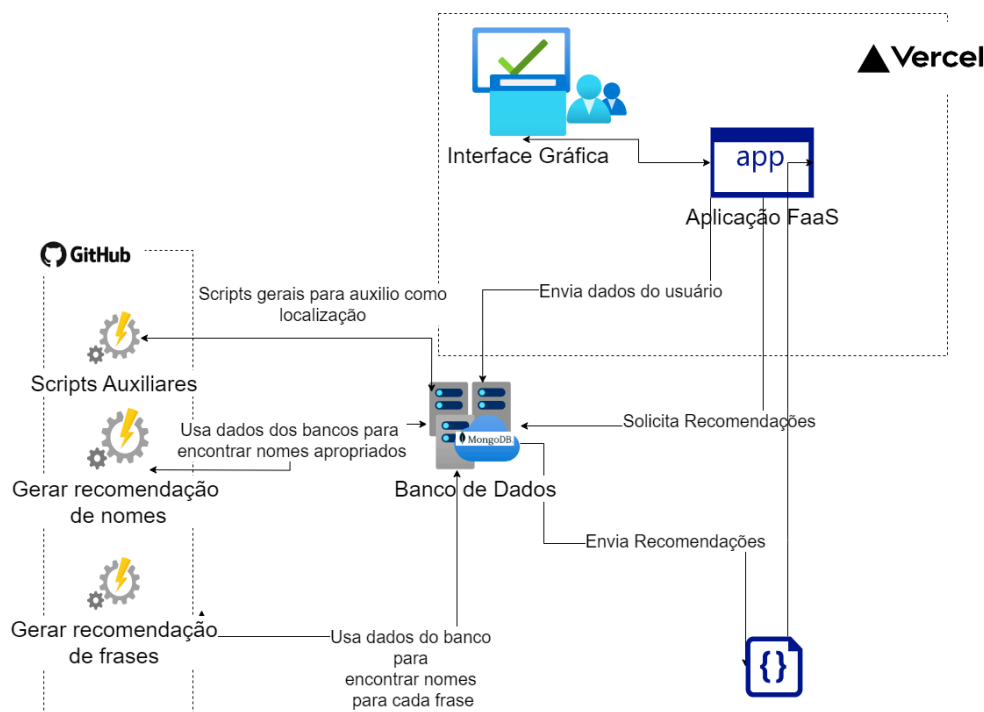 Vercel
Interface Gráfica
app
Aplicação FaaS
GitHub
Scripts gerais para auxilio como
localização
Envia dados do usuário
Scripts Auxiliares
Usa dados dos bancos para
encontrar nomes apropriados
Solicita Recomendações
MongoDB
Gerar recomendação
de nomes
Banco de Dados
Envia Recomendações
Gerar recomendação
de frases
Usa dados do banco
para
encontrar nomes
para cada frase
{}